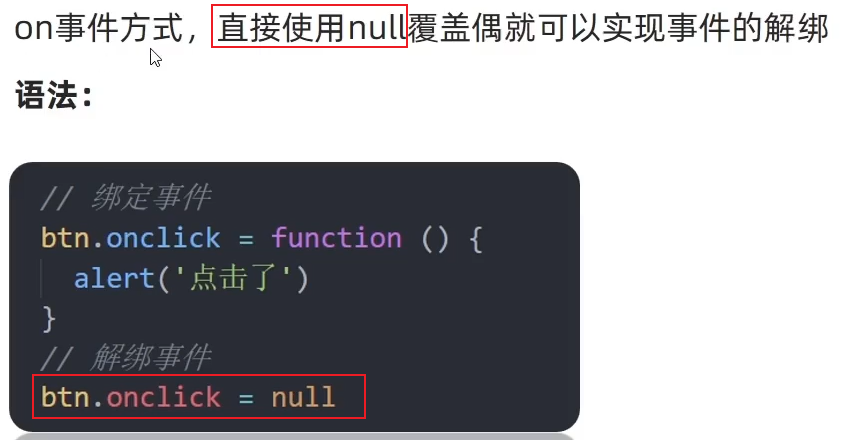 on事件方式，直接使用null覆盖偶就可以实现事件的解绑
语法：
// 绑定事件
btn.onclick = function () {
  alert('点击了')
}
// 解绑事件
btn.onclick = null